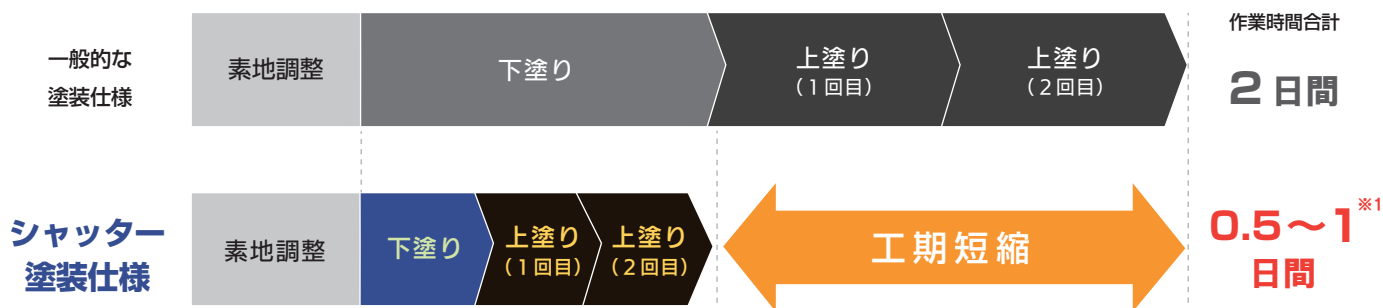 作業時間合計
一般的な
塗装仕様
素地調整
下塗り
上塗り
（1回目）
上塗り
（2回目）
2日間
シャッター
塗装仕様
素地調整
下塗り
上塗り
（1回目）
上塗り
（2回目）
工期短縮
0.5〜1※1
日間